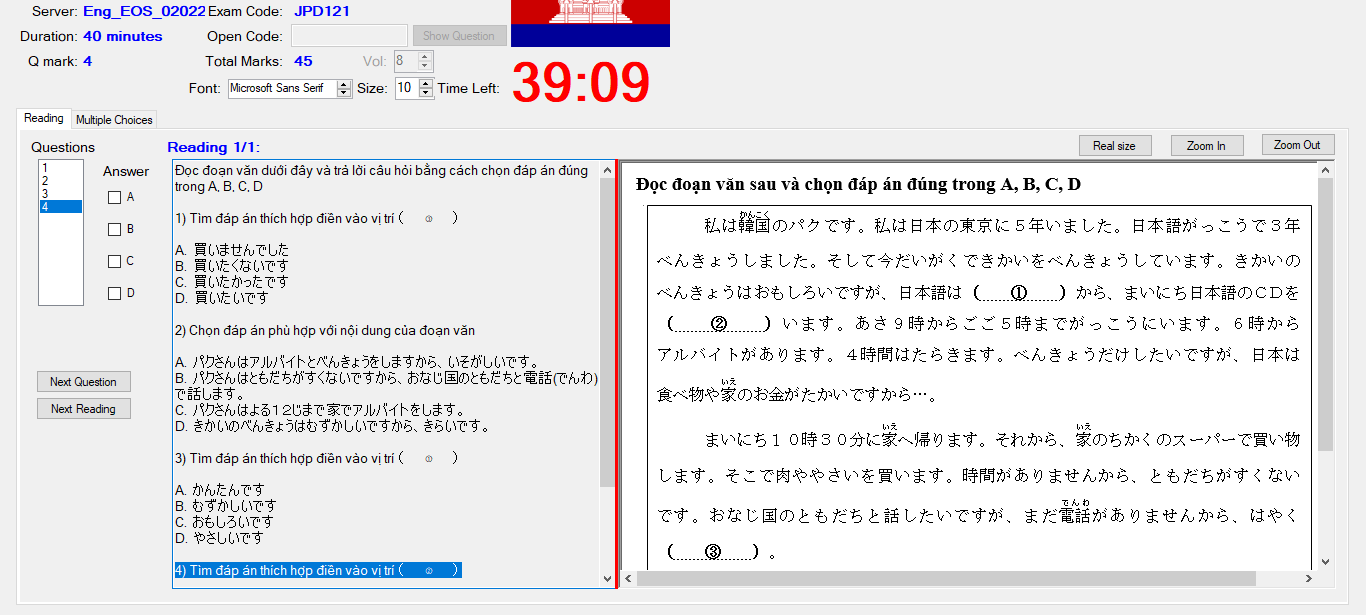 Server: Eng_EOS_02022 Exam Code: JPD121
Duration: 40 minutes Open Code: Show Question
Q mark: 4 Total Marks: 45 Vol: 8
Font: Microsoft Sans Serif Size: 10 Time Left: 39:09
Reading Multiple Choices
Questions
1
2
3
4
Answer
A
B
C
D
Next Question
Next Reading
Reading 1/1:
Real size Zoom In Zoom Out
Đọc đoạn văn dưới đây và trả lời câu hỏi bằng cách chọn đáp án đúng
trong A, B, C, D
1) Tìm đáp án thích hợp điền vào vị trí ( )
A. 買いませんでした
B. 買いたくないです
C. 買いたかったです
D. 買いたいです
2) Chọn đáp án phù hợp với nội dung của đoạn văn
A. パクさんはアルバイトとべんきょうをしますから、いそがしいです。
B. パクさんはともだちがすくないですから、おなじ国のともだちと電話(でんわ)
で話します。
C. パクさんはよる12じまで家でアルバイトをします。
D. きかいのべんきょうはむずかしいですから、きらいです。
3) Tìm đáp án thích hợp điền vào vị trí ( )
A. かんたんです
B. むずかしいです
C. おもしろいです
D. やさしいです
4) Tìm đáp án thích hợp điền vào vị trí ( )
Đọc đoạn văn sau và chọn đáp án đúng trong A, B, C, D
かんこく
私は韓国のパクです。私は日本の東京に５年いました。日本語がっこうで３年
べんきょうしました。そして今だいがくできかいをべんきょうしています。きかいの
べんきょうはおもしろいですが、日本語は（......①......）から、まいにち日本語のＣＤを
（......②......）います。あさ９時からごご５時までがっこうにいます。６時から
アルバイトがあります。４時間はたらきます。べんきょうだけしたいですが、日本は
いえ
食べ物や家のお金がたかいですから…。
いえ いえ
まいにち１０時３０分に家へ帰ります。それから、家のちかくのスーパーで買い物
します。そこで肉ややさいを買います。時間がありませんから、ともだちがすくない
でんわ
です。おなじ国のともだちと話したいですが、まだ電話がありませんから、はやく
（......③......）。